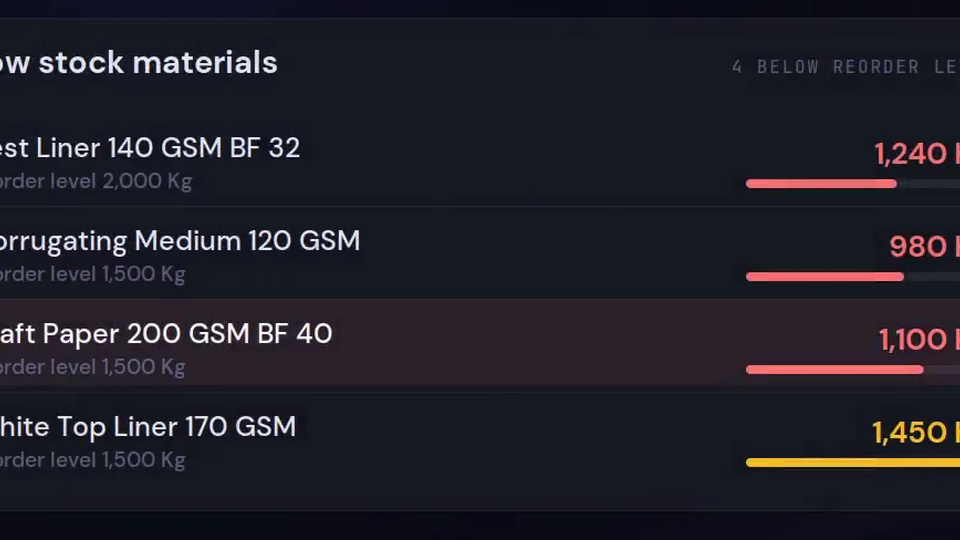 ow stock materials
4 BELOW REORDER LE
est Liner 140 GSM BF 32
1,240
order level 2,000 Kg
orrugating Medium 120 GSM
980
order level 1,500 Kg
aft Paper 200 GSM BF 40
1,100
order level 1,500 Kg
hite Top Liner 170 GSM
1,450
order level 1,500 Kg